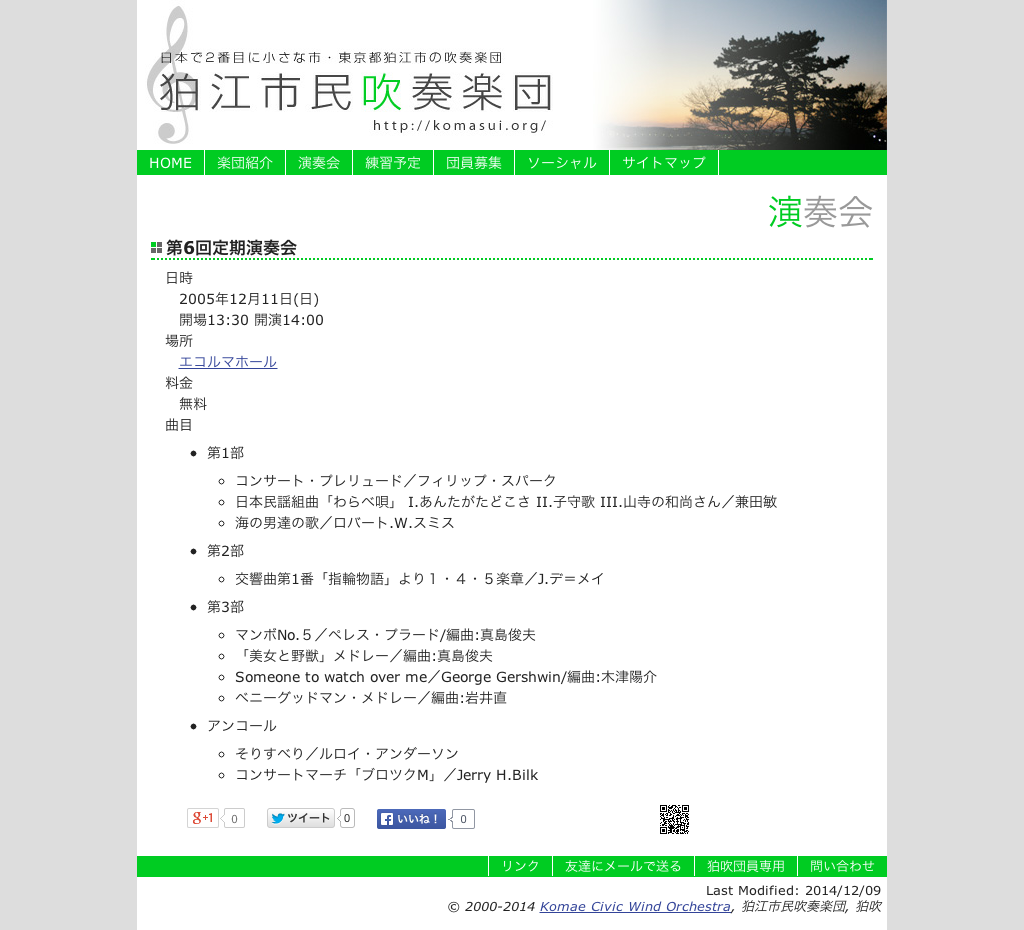 日本で2番目に小さな市・東京都狛江市の吹奏楽団
狛江市民吹奏楽団
http://komasui.org/
HOME 楽団紹介 演奏会 練習予定 団員募集 ソーシャル サイトマップ
演奏会
第6回定期演奏会
日時
2005年12月11日(日)
開場13:30 開演14:00
場所
エコルマホール
料金
無料
曲目
第1部
コンサート・プレリュード／フィリップ・スパーク
日本民謡組曲「わらべ唄」 I.あんたがたどこさ II.子守歌 III.山寺の和尚さん／兼田敏
海の男達の歌／ロバート.W.スミス
第2部
交響曲第1番「指輪物語」より１・４・５楽章／J.デ＝メイ
第3部
マンボNo.５／ペレス・プラード/編曲:真島俊夫
「美女と野獣」メドレー／編曲:真島俊夫
Someone to watch over me／George Gershwin/編曲:木津陽介
ベニーグッドマン・メドレー／編曲:岩井直
アンコール
そりすべり／ルロイ・アンダーソン
コンサートマーチ「ブロツクM」／Jerry H.Bilk
g+1 0 ツイート 0 いいね！ 0
リンク 友達にメールで送る 狛吹団員専用 問い合わせ
Last Modified: 2014/12/09
© 2000-2014 Komae Civic Wind Orchestra, 狛江市民吹奏楽団, 狛吹